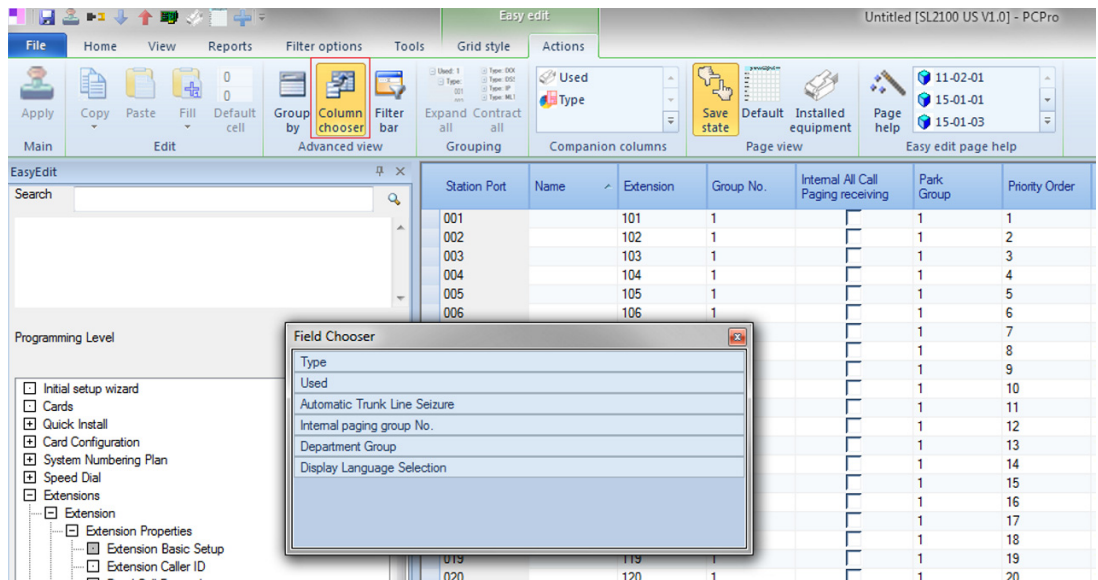 Easy edit
Untitled [SL2100 US V1.0] - PCPro
File Home View Reports Filter options Tools Grid style Actions
Apply Copy Paste Fill Default cell
0
0
Group by Column chooser Filter bar
Expand all Contract all
Used
Type
Save state Default Installed equipment Page help
11-02-01
15-01-01
15-01-03
Main Edit Advanced view Grouping Companion columns Page view Easy edit page help
EasyEdit
Search
Programming Level
Initial setup wizard
Cards
Quick Install
Card Configuration
System Numbering Plan
Speed Dial
Extensions
Extension
Extension Properties
Extension Basic Setup
Extension Caller ID
Station Port Name Extension Group No. Internal All Call Paging receiving Park Group Priority Order
001 101 1 1 1
002 102 1 1 2
003 103 1 1 3
004 104 1 1 4
005 105 1 1 5
006 106 1 1 6
1 7
1 8
1 9
1 10
1 11
1 12
1 13
1 14
1 15
1 16
1 17
1 18
019 119 1 1 19
020 120 1 1 20
Field Chooser
Type
Used
Automatic Trunk Line Seizure
Internal paging group No.
Department Group
Display Language Selection